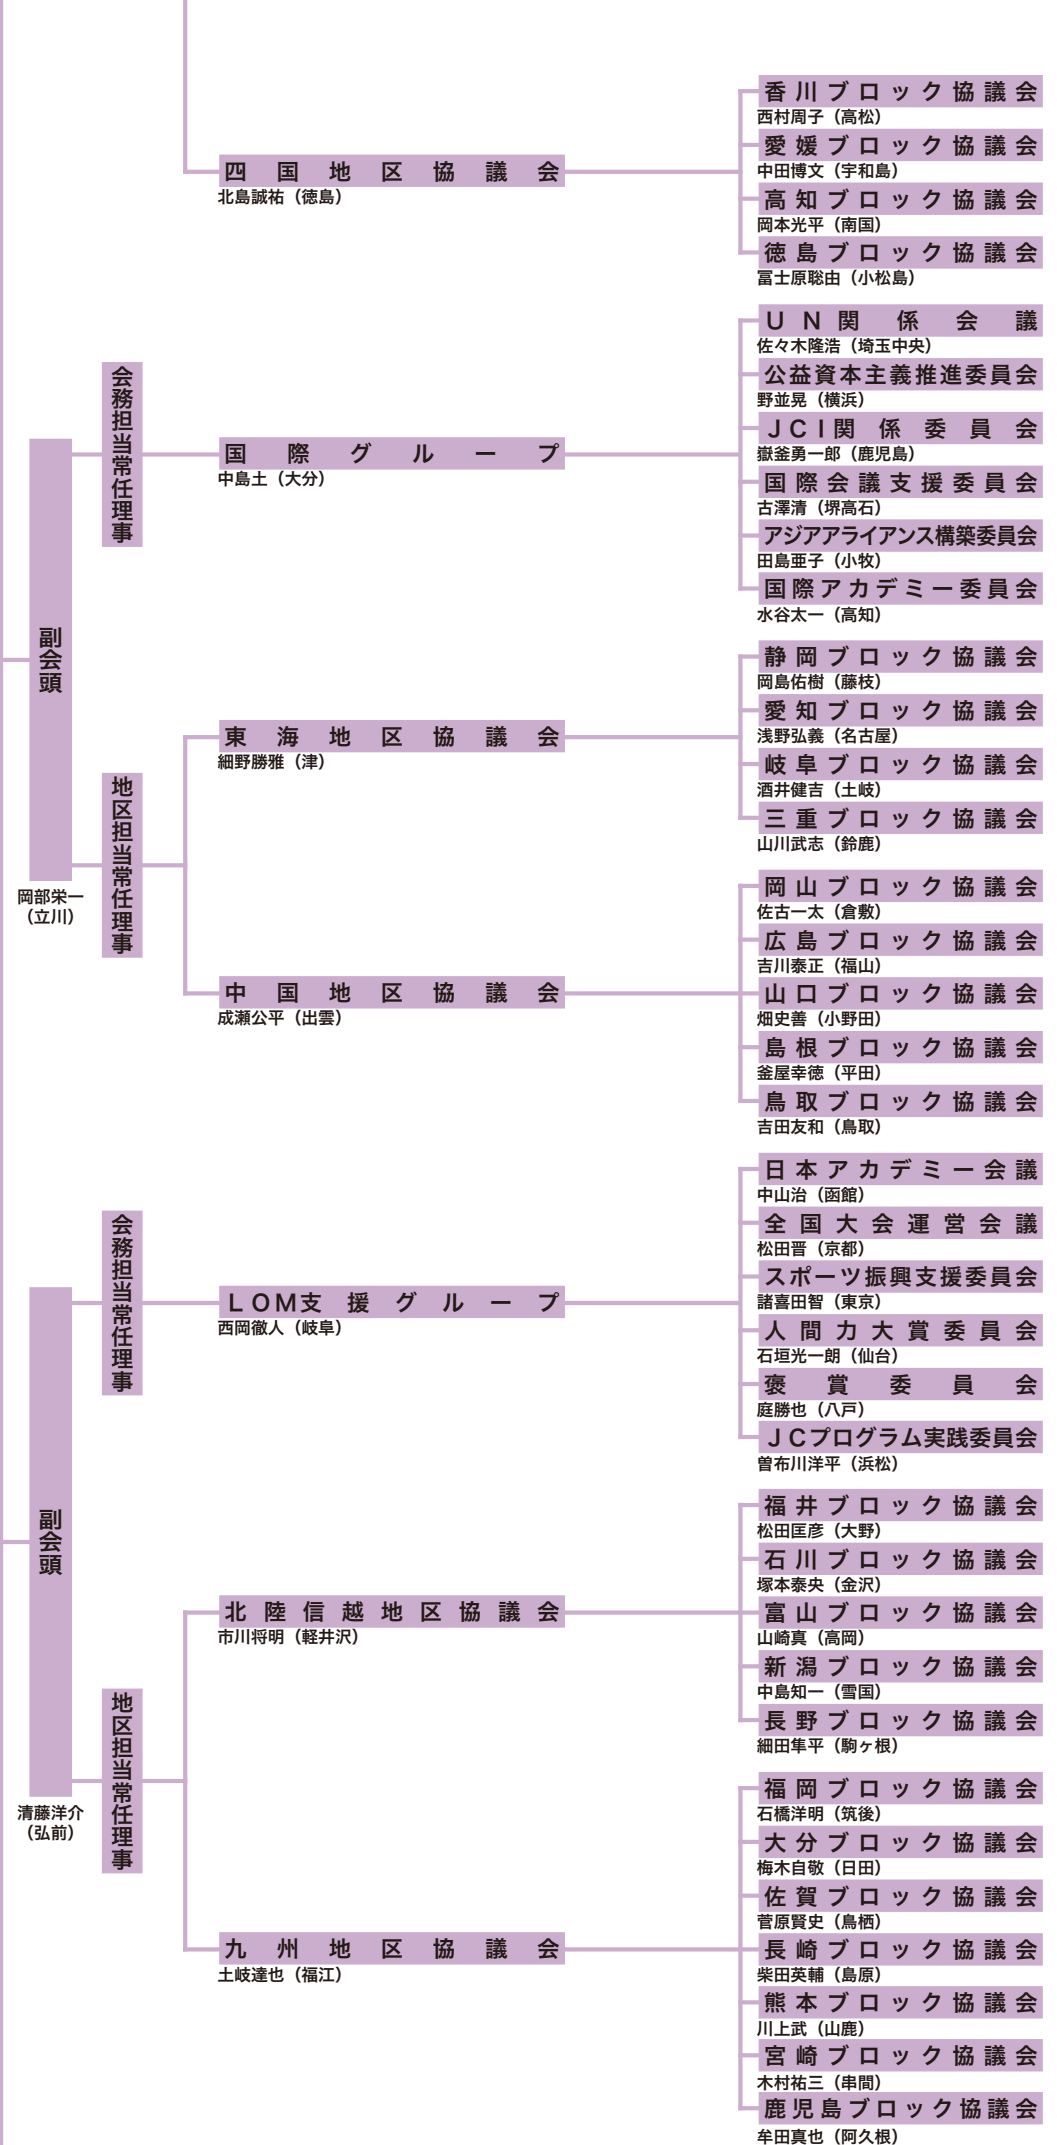 四国地区協議会
北島誠祐（徳島）
香川ブロック協議会
西村周子（高松）
愛媛ブロック協議会
中田博文（宇和島）
高知ブロック協議会
岡本光平（南国）
徳島ブロック協議会
冨士原聡由（小松島）
副会頭
岡部栄一
（立川）
会務担当常任理事
国際グループ
中島土（大分）
ＵＮ関係会議
佐々木隆浩（埼玉中央）
公益資本主義推進委員会
野並晃（横浜）
ＪＣＩ関係委員会
嶽釜勇一郎（鹿児島）
国際会議支援委員会
古澤清（堺高石）
アジアアライアンス構築委員会
田島亜子（小牧）
国際アカデミー委員会
水谷太一（高知）
地区担当常任理事
東海地区協議会
細野勝雅（津）
静岡ブロック協議会
岡島佑樹（藤枝）
愛知ブロック協議会
浅野弘義（名古屋）
岐阜ブロック協議会
酒井健吉（土岐）
三重ブロック協議会
山川武志（鈴鹿）
中国地区協議会
成瀬公平（出雲）
岡山ブロック協議会
佐古一太（倉敷）
広島ブロック協議会
吉川泰正（福山）
山口ブロック協議会
畑史善（小野田）
島根ブロック協議会
釜屋幸徳（平田）
鳥取ブロック協議会
吉田友和（鳥取）
副会頭
清藤洋介
（弘前）
会務担当常任理事
ＬＯＭ支援グループ
西岡徹人（岐阜）
日本アカデミー会議
中山治（函館）
全国大会運営会議
松田晋（京都）
スポーツ振興支援委員会
諸喜田智（東京）
人間力大賞委員会
石垣光一朗（仙台）
褒賞委員会
庭勝也（八戸）
ＪＣプログラム実践委員会
曽布川洋平（浜松）
地区担当常任理事
北陸信越地区協議会
市川将明（軽井沢）
福井ブロック協議会
松田匡彦（大野）
石川ブロック協議会
塚本泰央（金沢）
富山ブロック協議会
山崎真（高岡）
新潟ブロック協議会
中島知一（雪国）
長野ブロック協議会
細田隼平（駒ヶ根）
九州地区協議会
土岐達也（福江）
福岡ブロック協議会
石橋洋明（筑後）
大分ブロック協議会
梅木自敬（日田）
佐賀ブロック協議会
菅原賢史（鳥栖）
長崎ブロック協議会
柴田英輔（島原）
熊本ブロック協議会
川上武（山鹿）
宮崎ブロック協議会
木村祐三（串間）
鹿児島ブロック協議会
牟田真也（阿久根）